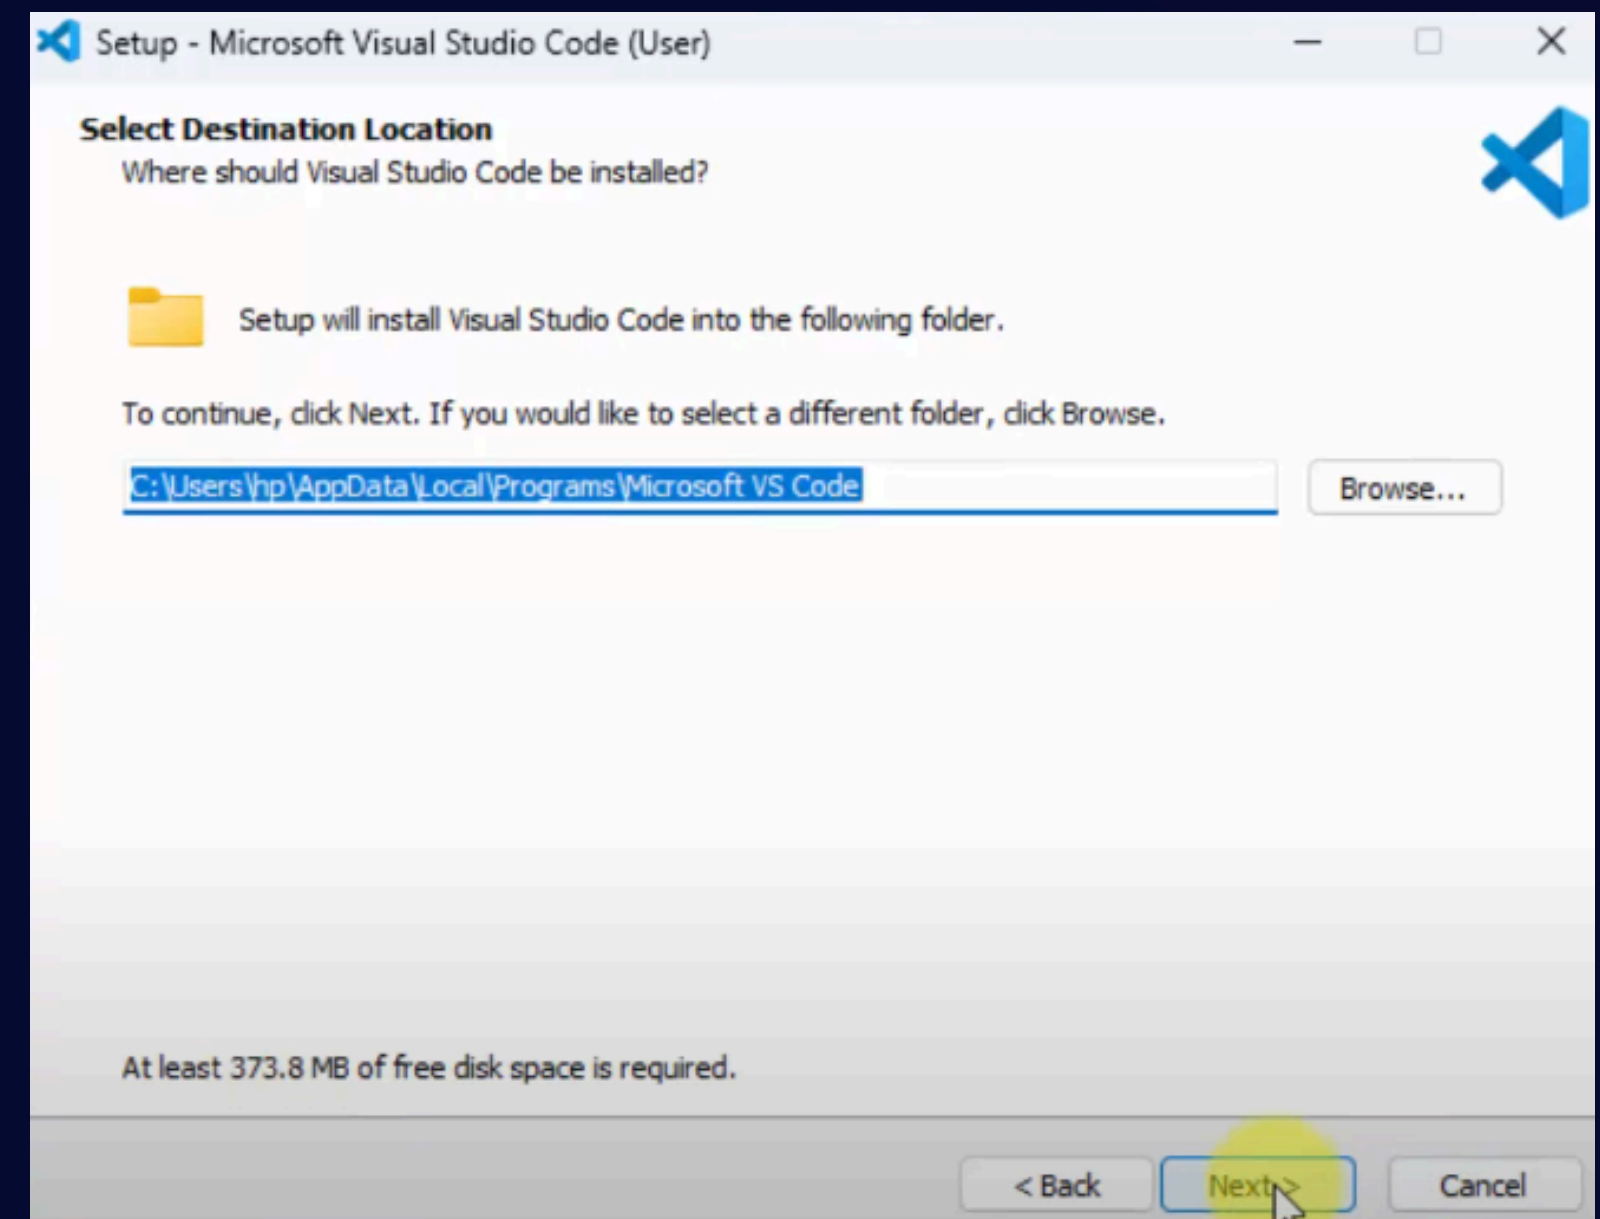 Setup - Microsoft Visual Studio Code (User)
Select Destination Location
Where should Visual Studio Code be installed?
Setup will install Visual Studio Code into the following folder.
To continue, click Next. If you would like to select a different folder, click Browse.
C:\Users\hp\AppData\Local\Programs\Microsoft VS Code
Browse...
At least 373.8 MB of free disk space is required.
< Back
Next >
Cancel